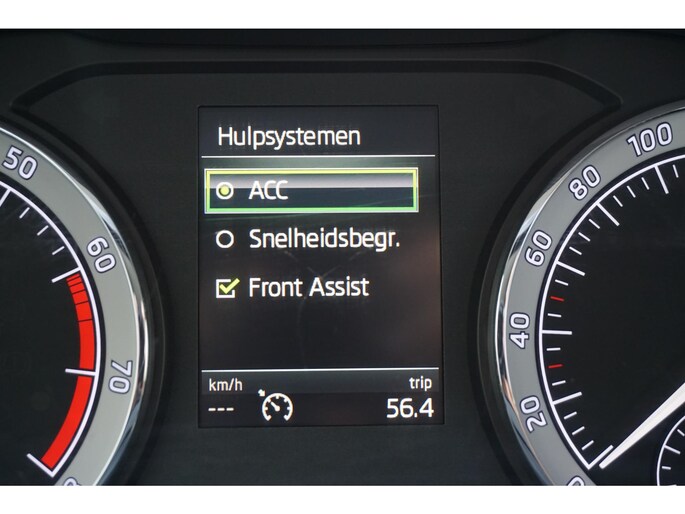 Hulpsystemen
ACC
Snelheidsbegr.
Front Assist
km/h trip
--- 56.4
50
60
70
100
80
60
40
20